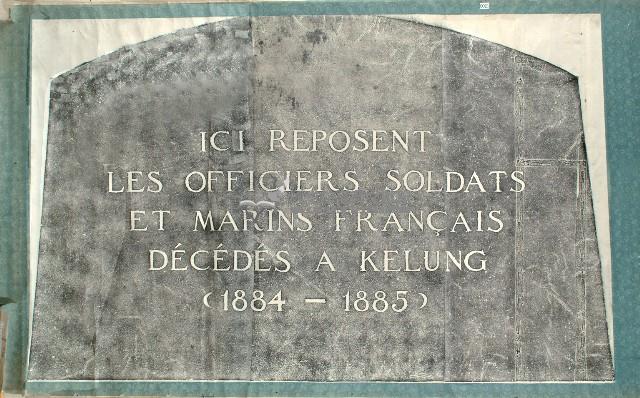 ICI REPOSENT
LES OFFICIERS SOLDATS
ET MARINS FRANÇAIS
DÉCÉDÉS A KELUNG
(1884 – 1885)